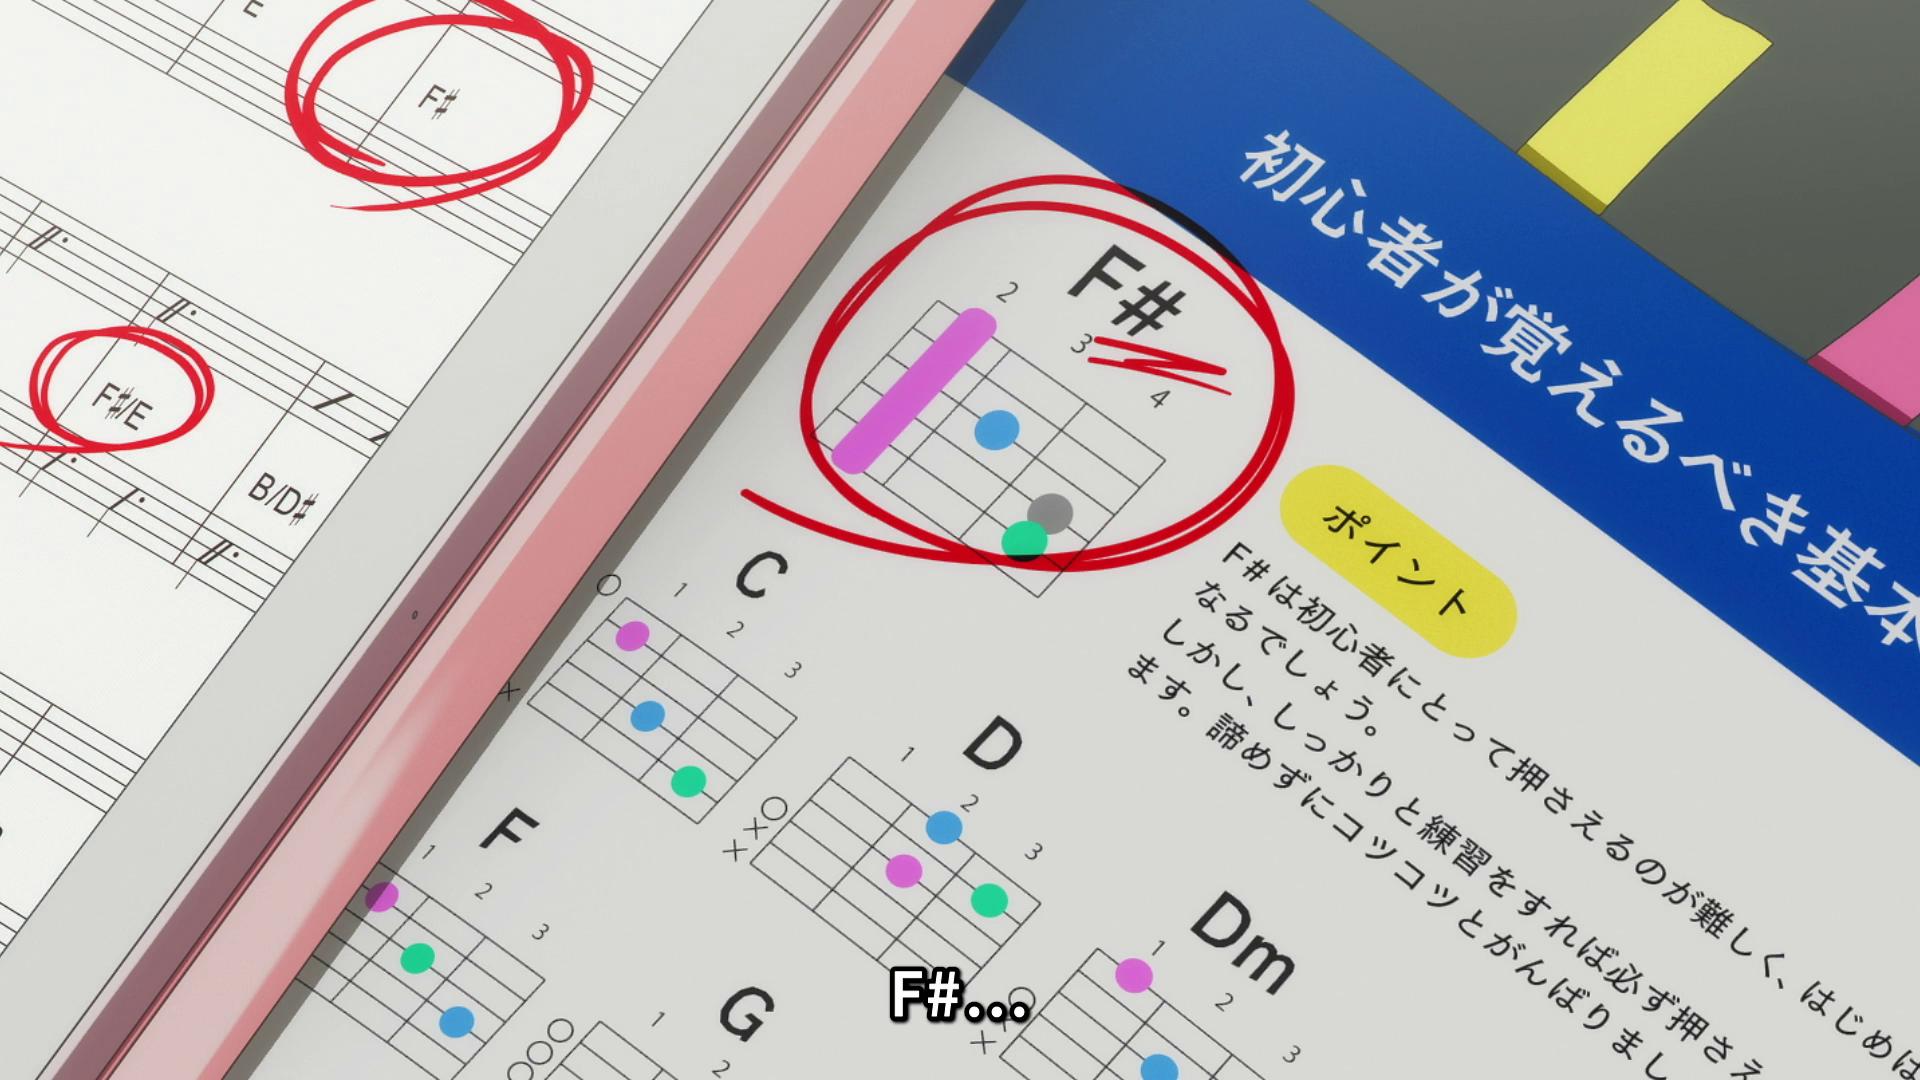 E
F#
F#/E
B/D#
初心者が覚えるべき基本
F#
2
3
4
ポイント
F#は初心者にとって押さえるのが難しく、はじめは
なるでしょう。
しかし、しっかりと練習をすれば必ず押さえ
ます。諦めずにコツコツとがんばりまし
C
1
2
3
D
1
2
3
F
1
2
3
Dm
1
2
3
G
1
2
F#...